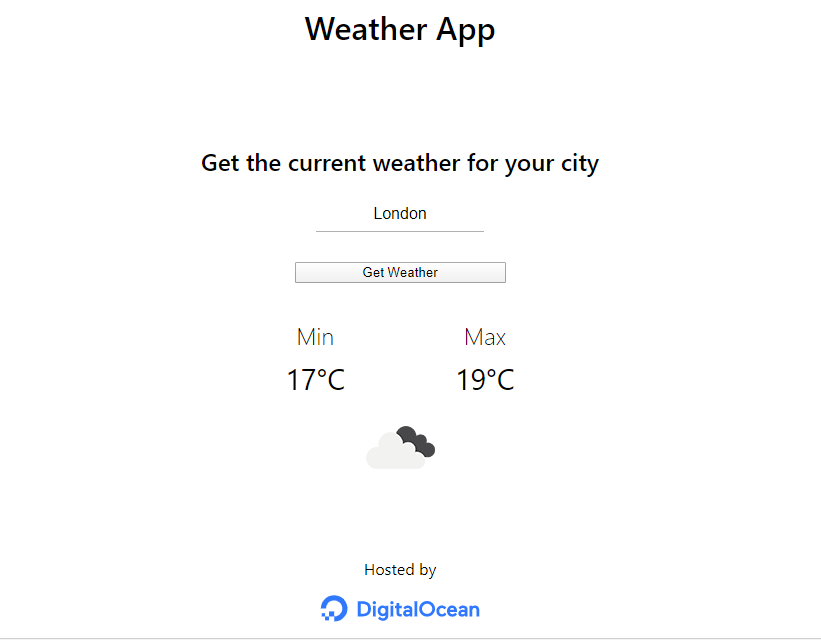 Weather App
Get the current weather for your city
London
Get Weather
Min Max
17°C 19°C
Hosted by
DigitalOcean